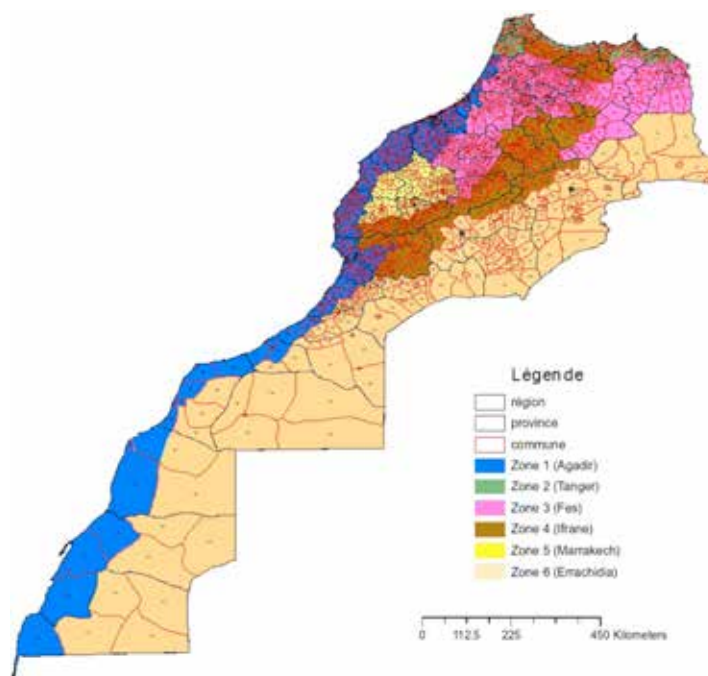 Légende
région
province
commune
Zone 1 (Agadir)
Zone 2 (Tanger)
Zone 3 (Fes)
Zone 4 (Ifrane)
Zone 5 (Marrakech)
Zone 6 (Errachidia)
0 112.5 225 450 Kilometers